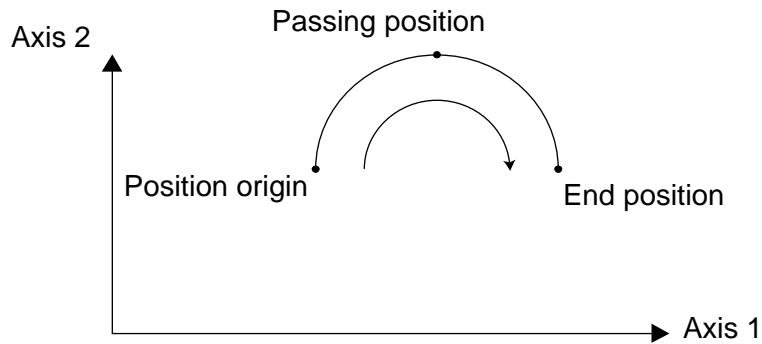 Passing position
Axis 2
Position origin
End position
Axis 1